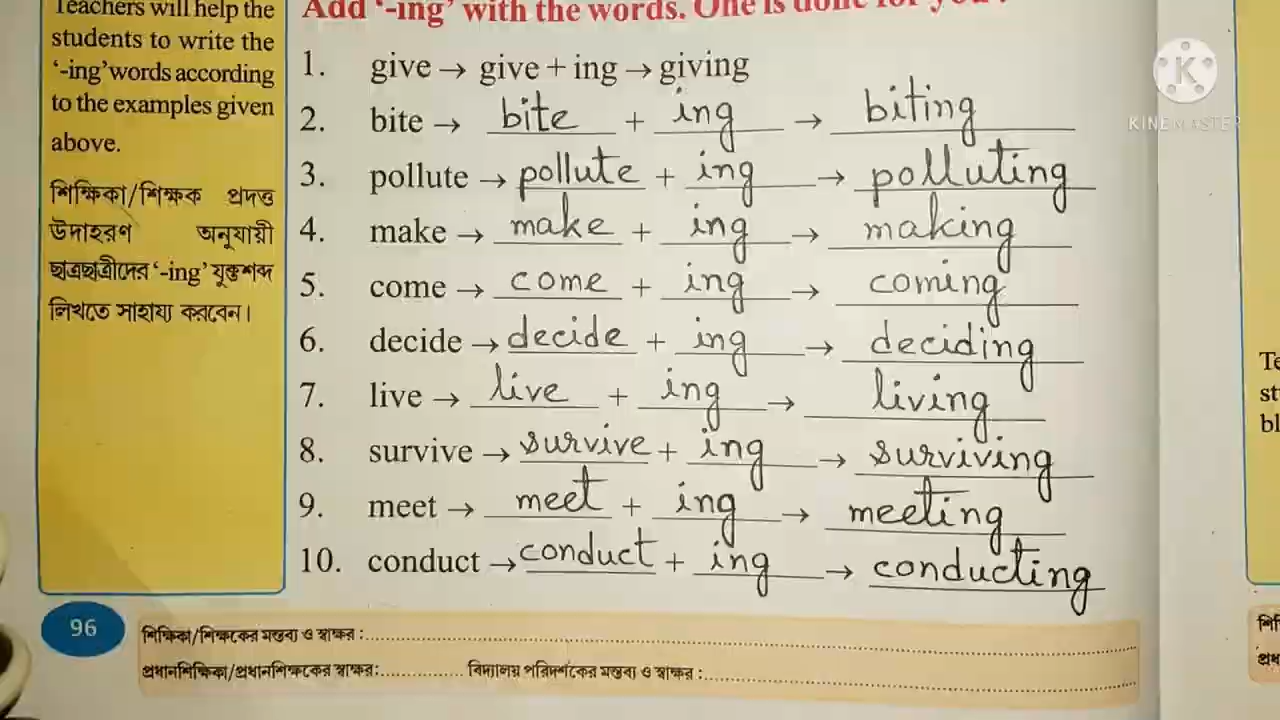 Teachers will help the
students to write the
‘-ing’ words according
to the examples given
above.
শিক্ষিকা/শিক্ষক প্রদত্ত
উদাহরণ অনুযায়ী
ছাত্রছাত্রীদের ‘-ing’ যুক্তশব্দ
লিখতে সাহায্য করবেন।
Add ‘-ing’ with the words. One is done for you :
1. give → give + ing → giving
2. bite → bite + ing → biting
3. pollute → pollute + ing → polluting
4. make → make + ing → making
5. come → come + ing → coming
6. decide → decide + ing → deciding
7. live → live + ing → living
8. survive → survive + ing → surviving
9. meet → meet + ing → meeting
10. conduct → conduct + ing → conducting
96
শিক্ষিকা/শিক্ষকের মন্তব্য ও স্বাক্ষর :
প্রধানশিক্ষিকা/প্রধানশিক্ষকের স্বাক্ষর: বিদ্যালয় পরিদর্শকের মন্তব্য ও স্বাক্ষর :
K
KINEMASTER